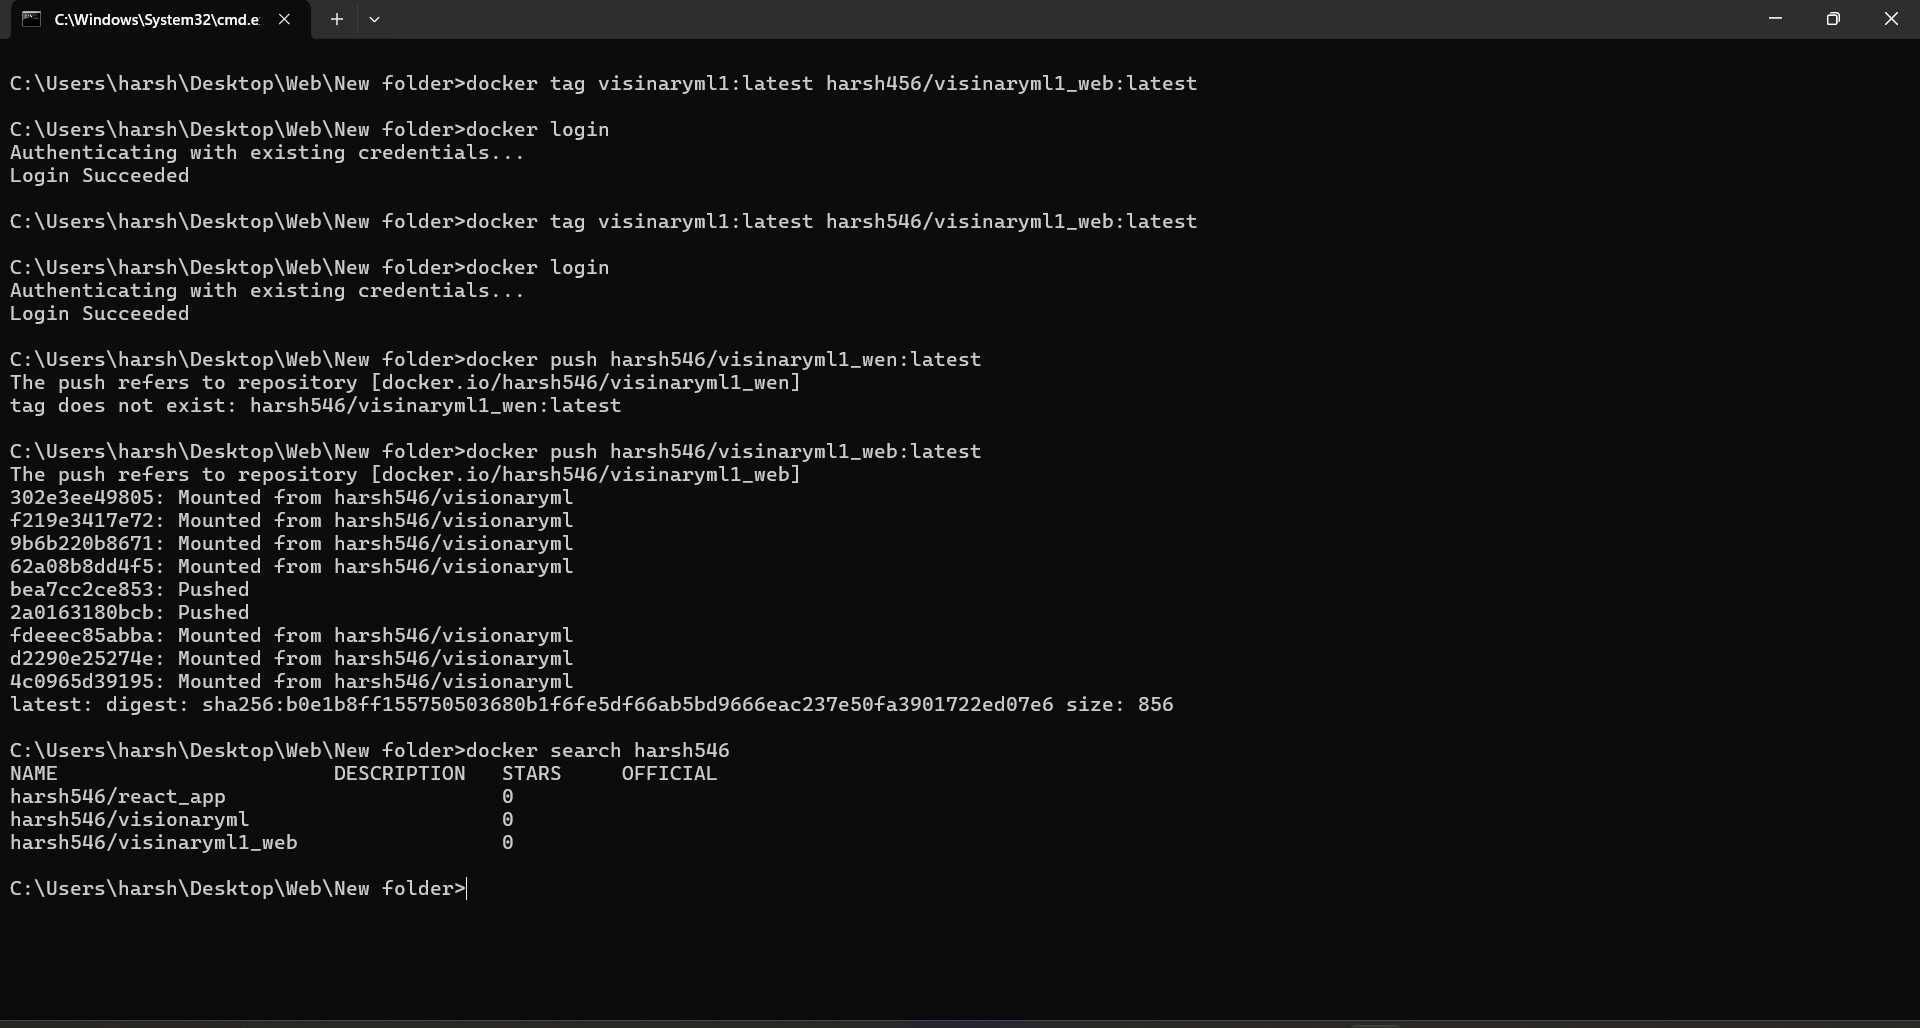 C:\Windows\System32\cmd.e
C:\Users\harsh\Desktop\Web\New folder>docker tag visinaryml1:latest harsh456/visinaryml1_web:latest
C:\Users\harsh\Desktop\Web\New folder>docker login
Authenticating with existing credentials...
Login Succeeded
C:\Users\harsh\Desktop\Web\New folder>docker tag visinaryml1:latest harsh546/visinaryml1_web:latest
C:\Users\harsh\Desktop\Web\New folder>docker login
Authenticating with existing credentials...
Login Succeeded
C:\Users\harsh\Desktop\Web\New folder>docker push harsh546/visinaryml1_wen:latest
The push refers to repository [docker.io/harsh546/visinaryml1_wen]
tag does not exist: harsh546/visinaryml1_wen:latest
C:\Users\harsh\Desktop\Web\New folder>docker push harsh546/visinaryml1_web:latest
The push refers to repository [docker.io/harsh546/visinaryml1_web]
302e3ee49805: Mounted from harsh546/visionaryml
f219e3417e72: Mounted from harsh546/visionaryml
9b6b220b8671: Mounted from harsh546/visionaryml
62a08b8dd4f5: Mounted from harsh546/visionaryml
bea7cc2ce853: Pushed
2a0163180bcb: Pushed
fdeeec85abba: Mounted from harsh546/visionaryml
d2290e25274e: Mounted from harsh546/visionaryml
4c0965d39195: Mounted from harsh546/visionaryml
latest: digest: sha256:b0e1b8ff155750503680b1f6fe5df66ab5bd9666eac237e50fa3901722ed07e6 size: 856
C:\Users\harsh\Desktop\Web\New folder>docker search harsh546
NAME DESCRIPTION STARS OFFICIAL
harsh546/react_app 0
harsh546/visionaryml 0
harsh546/visinaryml1_web 0
C:\Users\harsh\Desktop\Web\New folder>